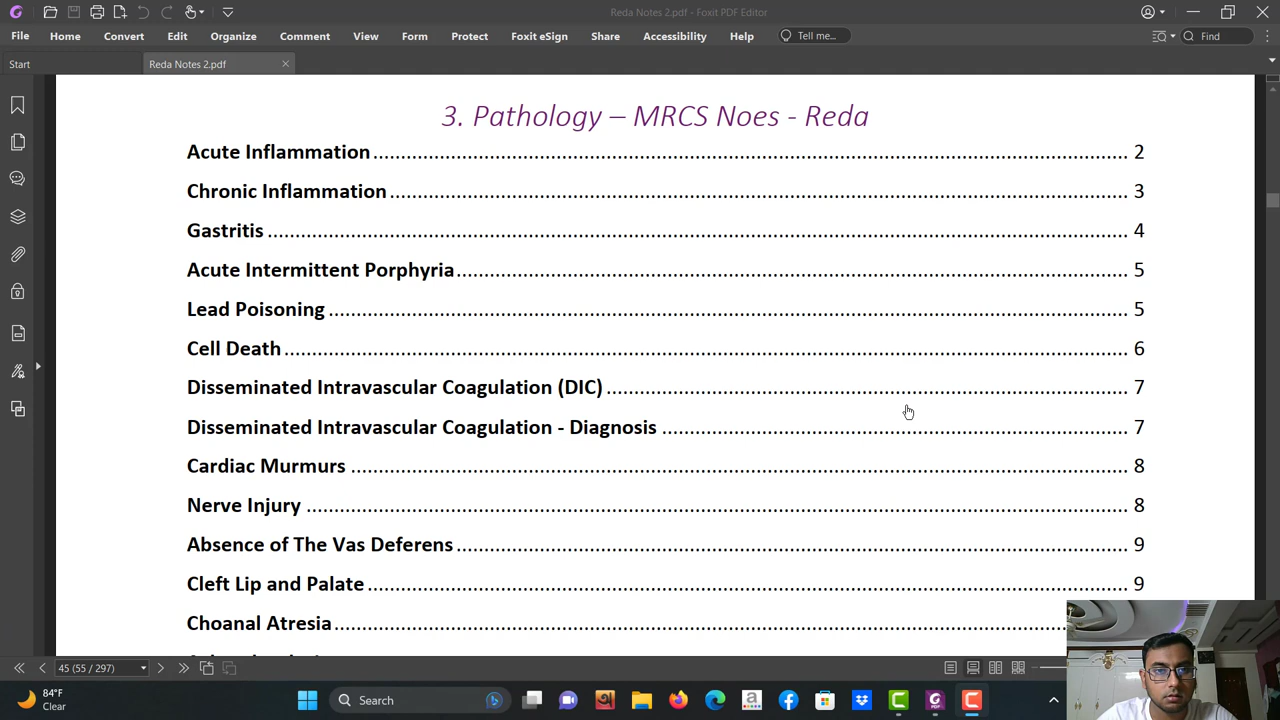 Reda Notes 2.pdf - Foxit PDF Editor
File Home Convert Edit Organize Comment View Form Protect Foxit eSign Share Accessibility Help Tell me... Find
Start Reda Notes 2.pdf
3. Pathology – MRCS Noes - Reda
Acute Inflammation 2
Chronic Inflammation 3
Gastritis 4
Acute Intermittent Porphyria 5
Lead Poisoning 5
Cell Death 6
Disseminated Intravascular Coagulation (DIC) 7
Disseminated Intravascular Coagulation - Diagnosis 7
Cardiac Murmurs 8
Nerve Injury 8
Absence of The Vas Deferens 9
Cleft Lip and Palate 9
Choanal Atresia
45 (55 / 297)
84°F
Clear
Search